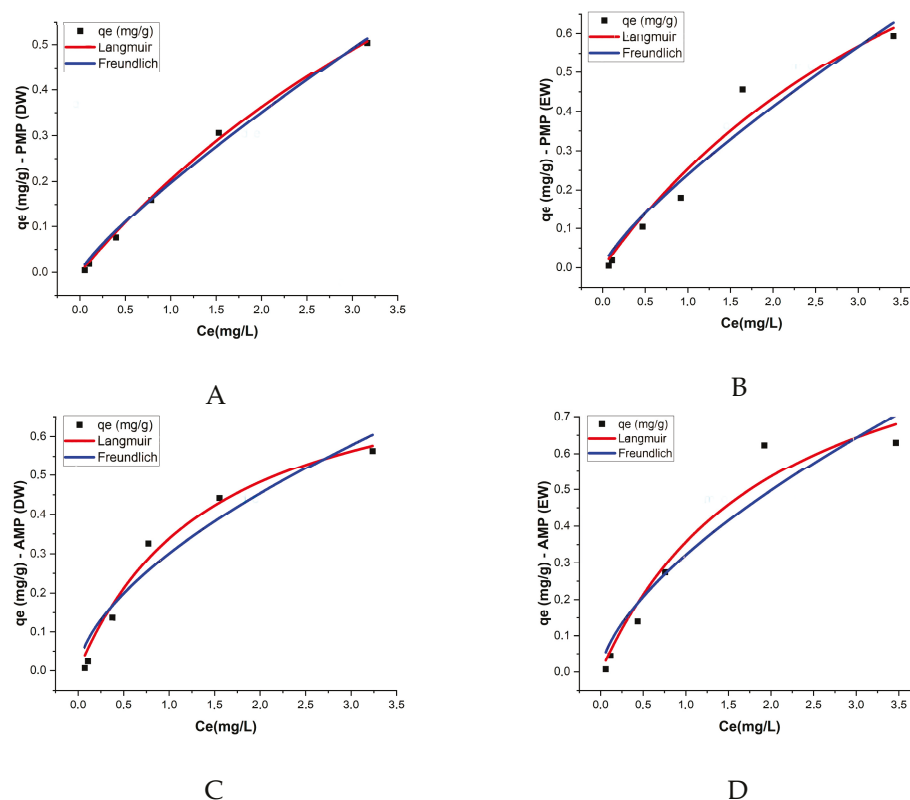 qe (mg/g)
Langmuir
Freundlich
0.5
0.4
0.3
0.2
0.1
0.0
qe (mg/g) - PMP (DW)
0.0 0.5 1.0 1.5 2.0 2.5 3.0 3.5
Ce(mg/L)
A
qe (mg/g)
Langmuir
Freundlich
0.6
0.5
0.4
0.3
0.2
0.1
0.0
qe (mg/g) - PMP (EW)
0.0 0.5 1.0 1.5 2.0 2.5 3.0 3.5
Ce(mg/L)
B
qe (mg/g)
Langmuir
Freundlich
0.6
0.5
0.4
0.3
0.2
0.1
0.0
qe (mg/g) - AMP (DW)
0.0 0.5 1.0 1.5 2.0 2.5 3.0 3.5
Ce(mg/L)
C
qe (mg/g)
Langmuir
Freundlich
0.7
0.6
0.5
0.4
0.3
0.2
0.1
0.0
qe (mg/g) - AMP (EW)
0.0 0.5 1.0 1.5 2.0 2.5 3.0 3.5
Ce(mg/L)
D